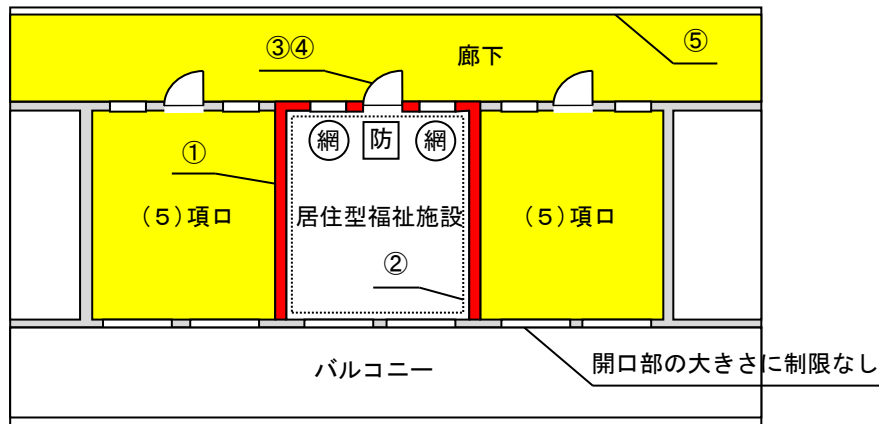 ③④
廊下
⑤
①
網
防
網
(5)項ロ
居住型福祉施設
(5)項ロ
②
バルコニー
開口部の大きさに制限なし